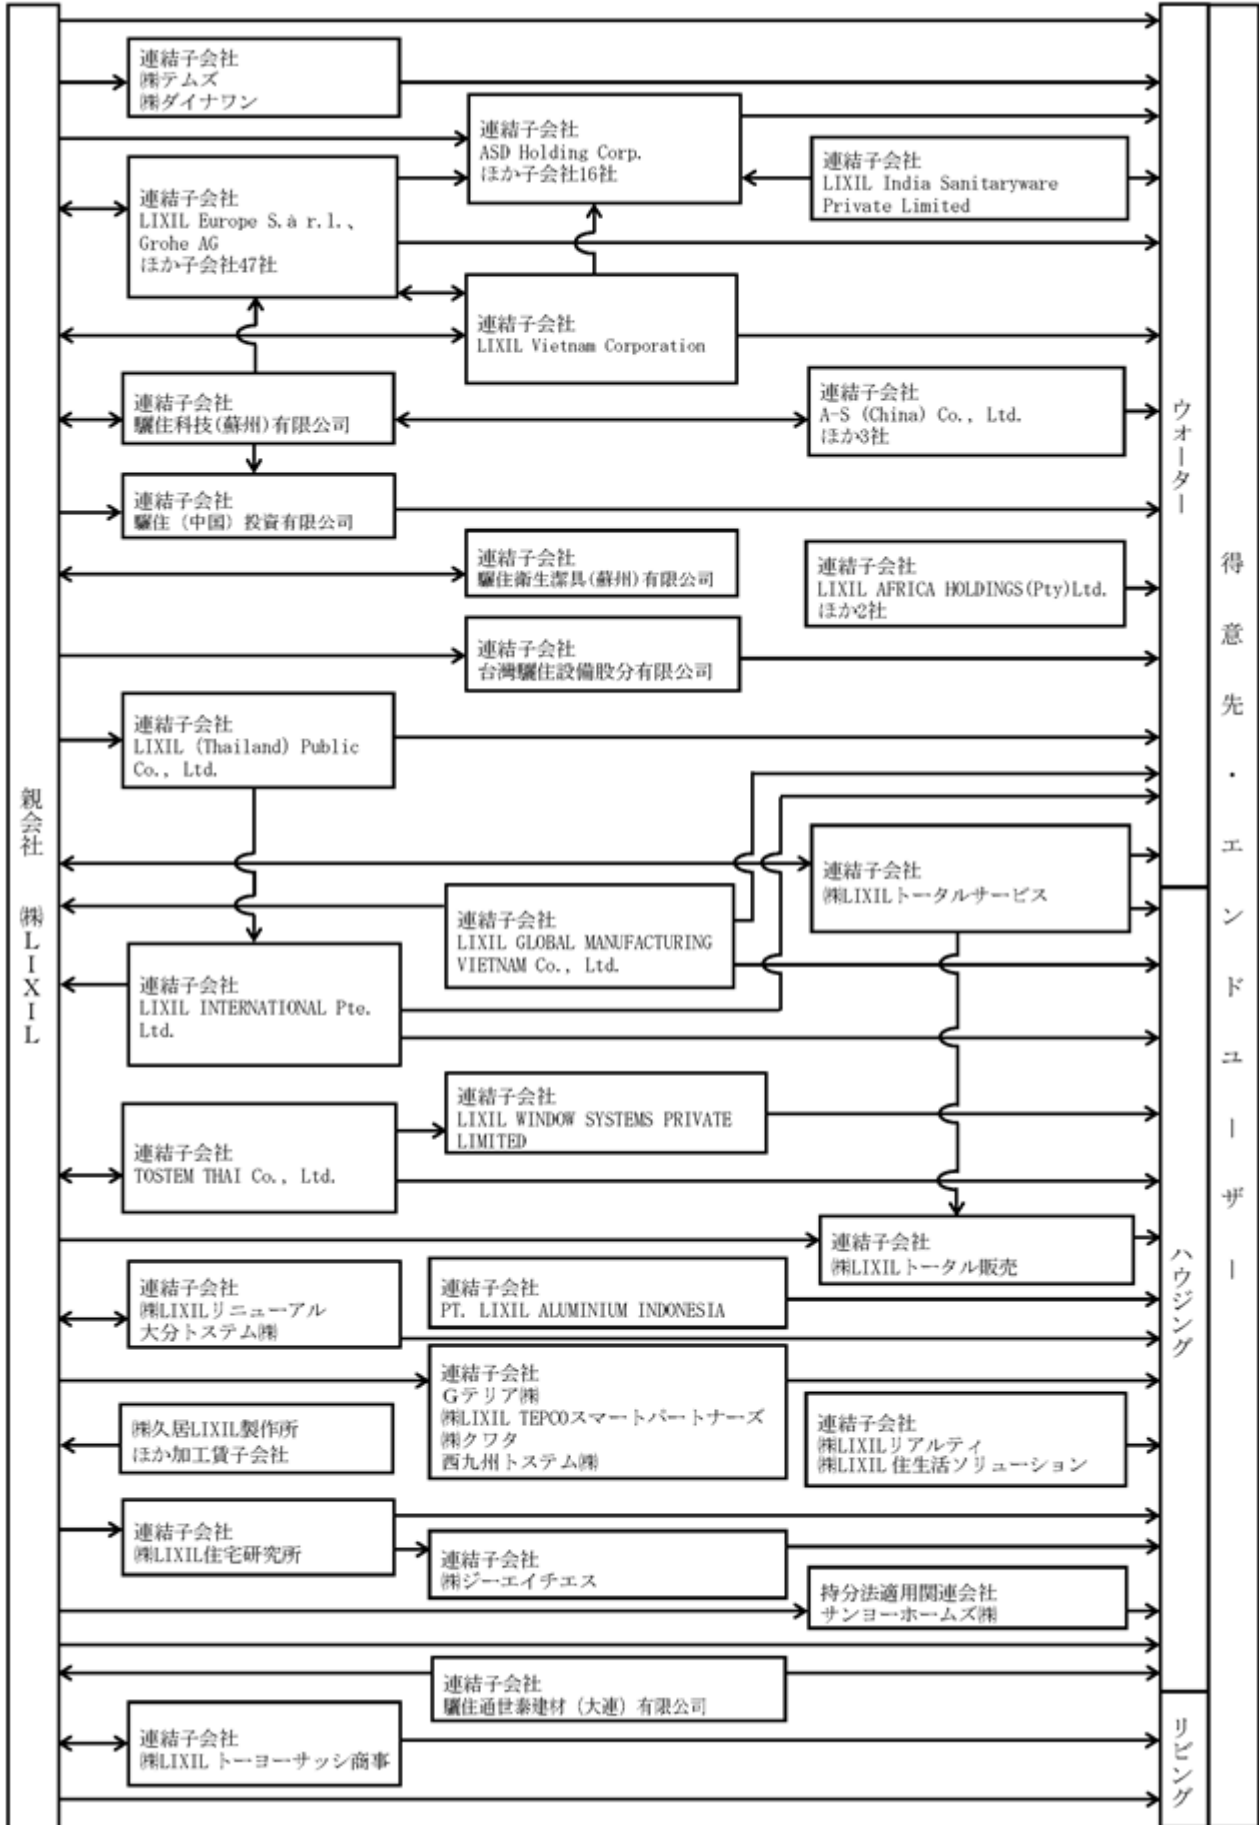 親会社 ㈱LIXIL
連結子会社
㈱テムズ
㈱ダイナワン
連結子会社
ASD Holding Corp.
ほか子会社16社
連結子会社
LIXIL India Sanitaryware
Private Limited
連結子会社
LIXIL Europe S.à r.l.、
Grohe AG
ほか子会社47社
連結子会社
LIXIL Vietnam Corporation
連結子会社
驪住科技(蘇州)有限公司
連結子会社
A-S (China) Co., Ltd.
ほか3社
連結子会社
驪住（中国）投資有限公司
連結子会社
驪住衛生潔具(蘇州)有限公司
連結子会社
LIXIL AFRICA HOLDINGS(Pty)Ltd.
ほか2社
連結子会社
台灣驪住設備股分有限公司
連結子会社
LIXIL (Thailand) Public
Co., Ltd.
連結子会社
㈱LIXILトータルサービス
連結子会社
LIXIL GLOBAL MANUFACTURING
VIETNAM Co., Ltd.
連結子会社
LIXIL INTERNATIONAL Pte.
Ltd.
連結子会社
LIXIL WINDOW SYSTEMS PRIVATE
LIMITED
連結子会社
TOSTEM THAI Co., Ltd.
連結子会社
㈱LIXILトータル販売
連結子会社
㈱LIXILリニューアル
大分トステム㈱
連結子会社
PT. LIXIL ALUMINIUM INDONESIA
連結子会社
Gテリア㈱
㈱LIXIL TEPCOスマートパートナーズ
㈱クワタ
西九州トステム㈱
㈱久居LIXIL製作所
ほか加工賃子会社
連結子会社
㈱LIXILリアルティ
㈱LIXIL 住生活ソリューション
連結子会社
㈱LIXIL住宅研究所
連結子会社
㈱ジーエイチエス
持分法適用関連会社
サンヨーホームズ㈱
連結子会社
驪住通世泰建材（大連）有限公司
連結子会社
㈱LIXIL トーヨーサッシ商事
ウオーター
ハウジング
リビング
得意先・エンドユーザー